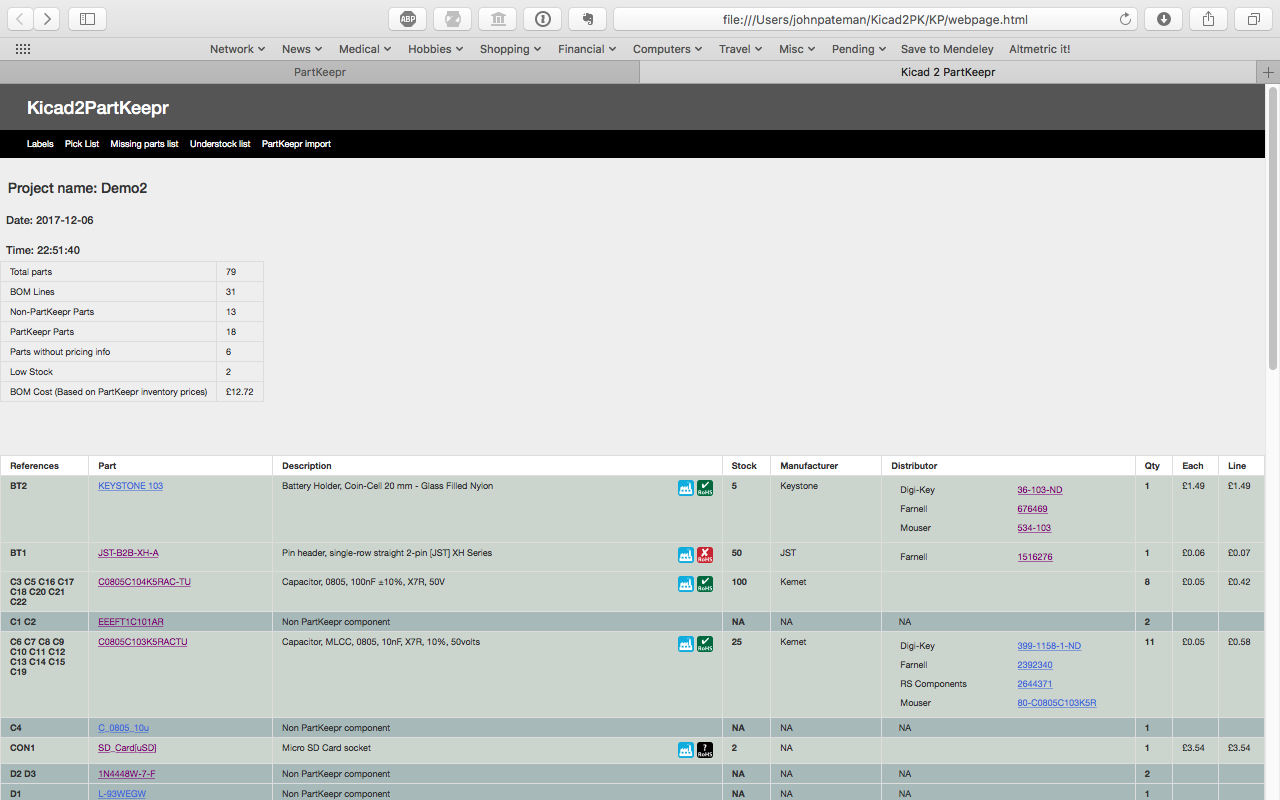 ABP
file:///Users/johnpateman/Kicad2PK/KP/webpage.html
Network News Medical Hobbies Shopping Financial Computers Travel Misc Pending Save to Mendeley Altmetric it!
PartKeepr Kicad 2 PartKeepr
Kicad2PartKeepr
Labels Pick List Missing parts list Understock list PartKeepr import
Project name: Demo2
Date: 2017-12-06
Time: 22:51:40
Total parts 79
BOM Lines 31
Non-PartKeepr Parts 13
PartKeepr Parts 18
Parts without pricing info 6
Low Stock 2
BOM Cost (Based on PartKeepr inventory prices) £12.72
References Part Description Stock Manufacturer Distributor Qty Each Line
BT2 KEYSTONE 103 Battery Holder, Coin-Cell 20 mm - Glass Filled Nylon RoHS 5 Keystone Digi-Key 36-103-ND 1 £1.49 £1.49
Farnell 676469
Mouser 534-103
BT1 JST-B2B-XH-A Pin header, single-row straight 2-pin [JST] XH Series RoHS 50 JST Farnell 1516276 1 £0.06 £0.07
C3 C5 C16 C17 C0805C104K5RAC-TU Capacitor, 0805, 100nF ±10%, X7R, 50V RoHS 100 Kemet 8 £0.05 £0.42
C18 C20 C21
C22
C1 C2 EEEFT1C101AR Non PartKeepr component NA NA NA 2
C6 C7 C8 C9 C0805C103K5RACTU Capacitor, MLCC, 0805, 10nF, X7R, 10%, 50volts RoHS 25 Kemet Digi-Key 399-1158-1-ND 11 £0.05 £0.58
C10 C11 C12
C13 C14 C15 Farnell 2392340
C19
RS Components 2644371
Mouser 80-C0805C103K5R
C4 C_0805_10u Non PartKeepr component NA NA NA 1
CON1 SD_Card[uSD] Micro SD Card socket ? RoHS 2 NA 1 £3.54 £3.54
D2 D3 1N4448W-7-F Non PartKeepr component NA NA NA 2
D1 L-93WEGW Non PartKeepr component NA NA NA 1